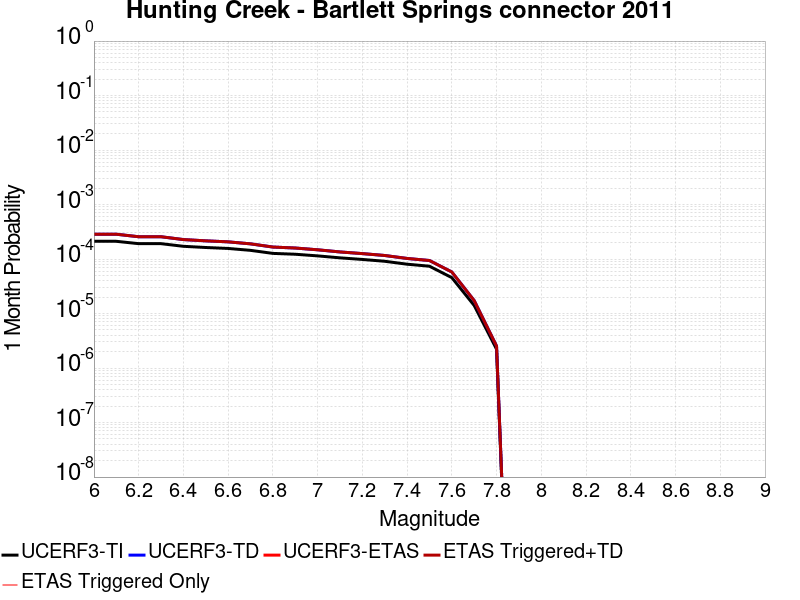 Hunting Creek - Bartlett Springs connector 2011
10^0
10^-1
10^-2
10^-3
10^-4
10^-5
10^-6
10^-7
10^-8
1 Month Probability
6 6.2 6.4 6.6 6.8 7 7.2 7.4 7.6 7.8 8 8.2 8.4 8.6 8.8 9
Magnitude
UCERF3-TI UCERF3-TD UCERF3-ETAS ETAS Triggered+TD
ETAS Triggered Only